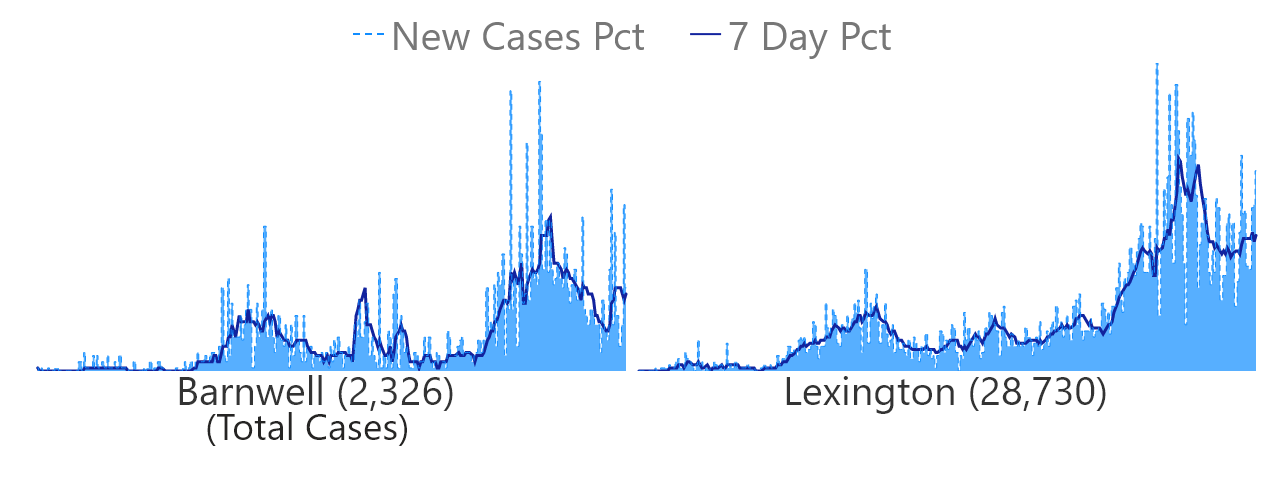 New Cases Pct 7 Day Pct
Barnwell (2,326) Lexington (28,730)
(Total Cases)